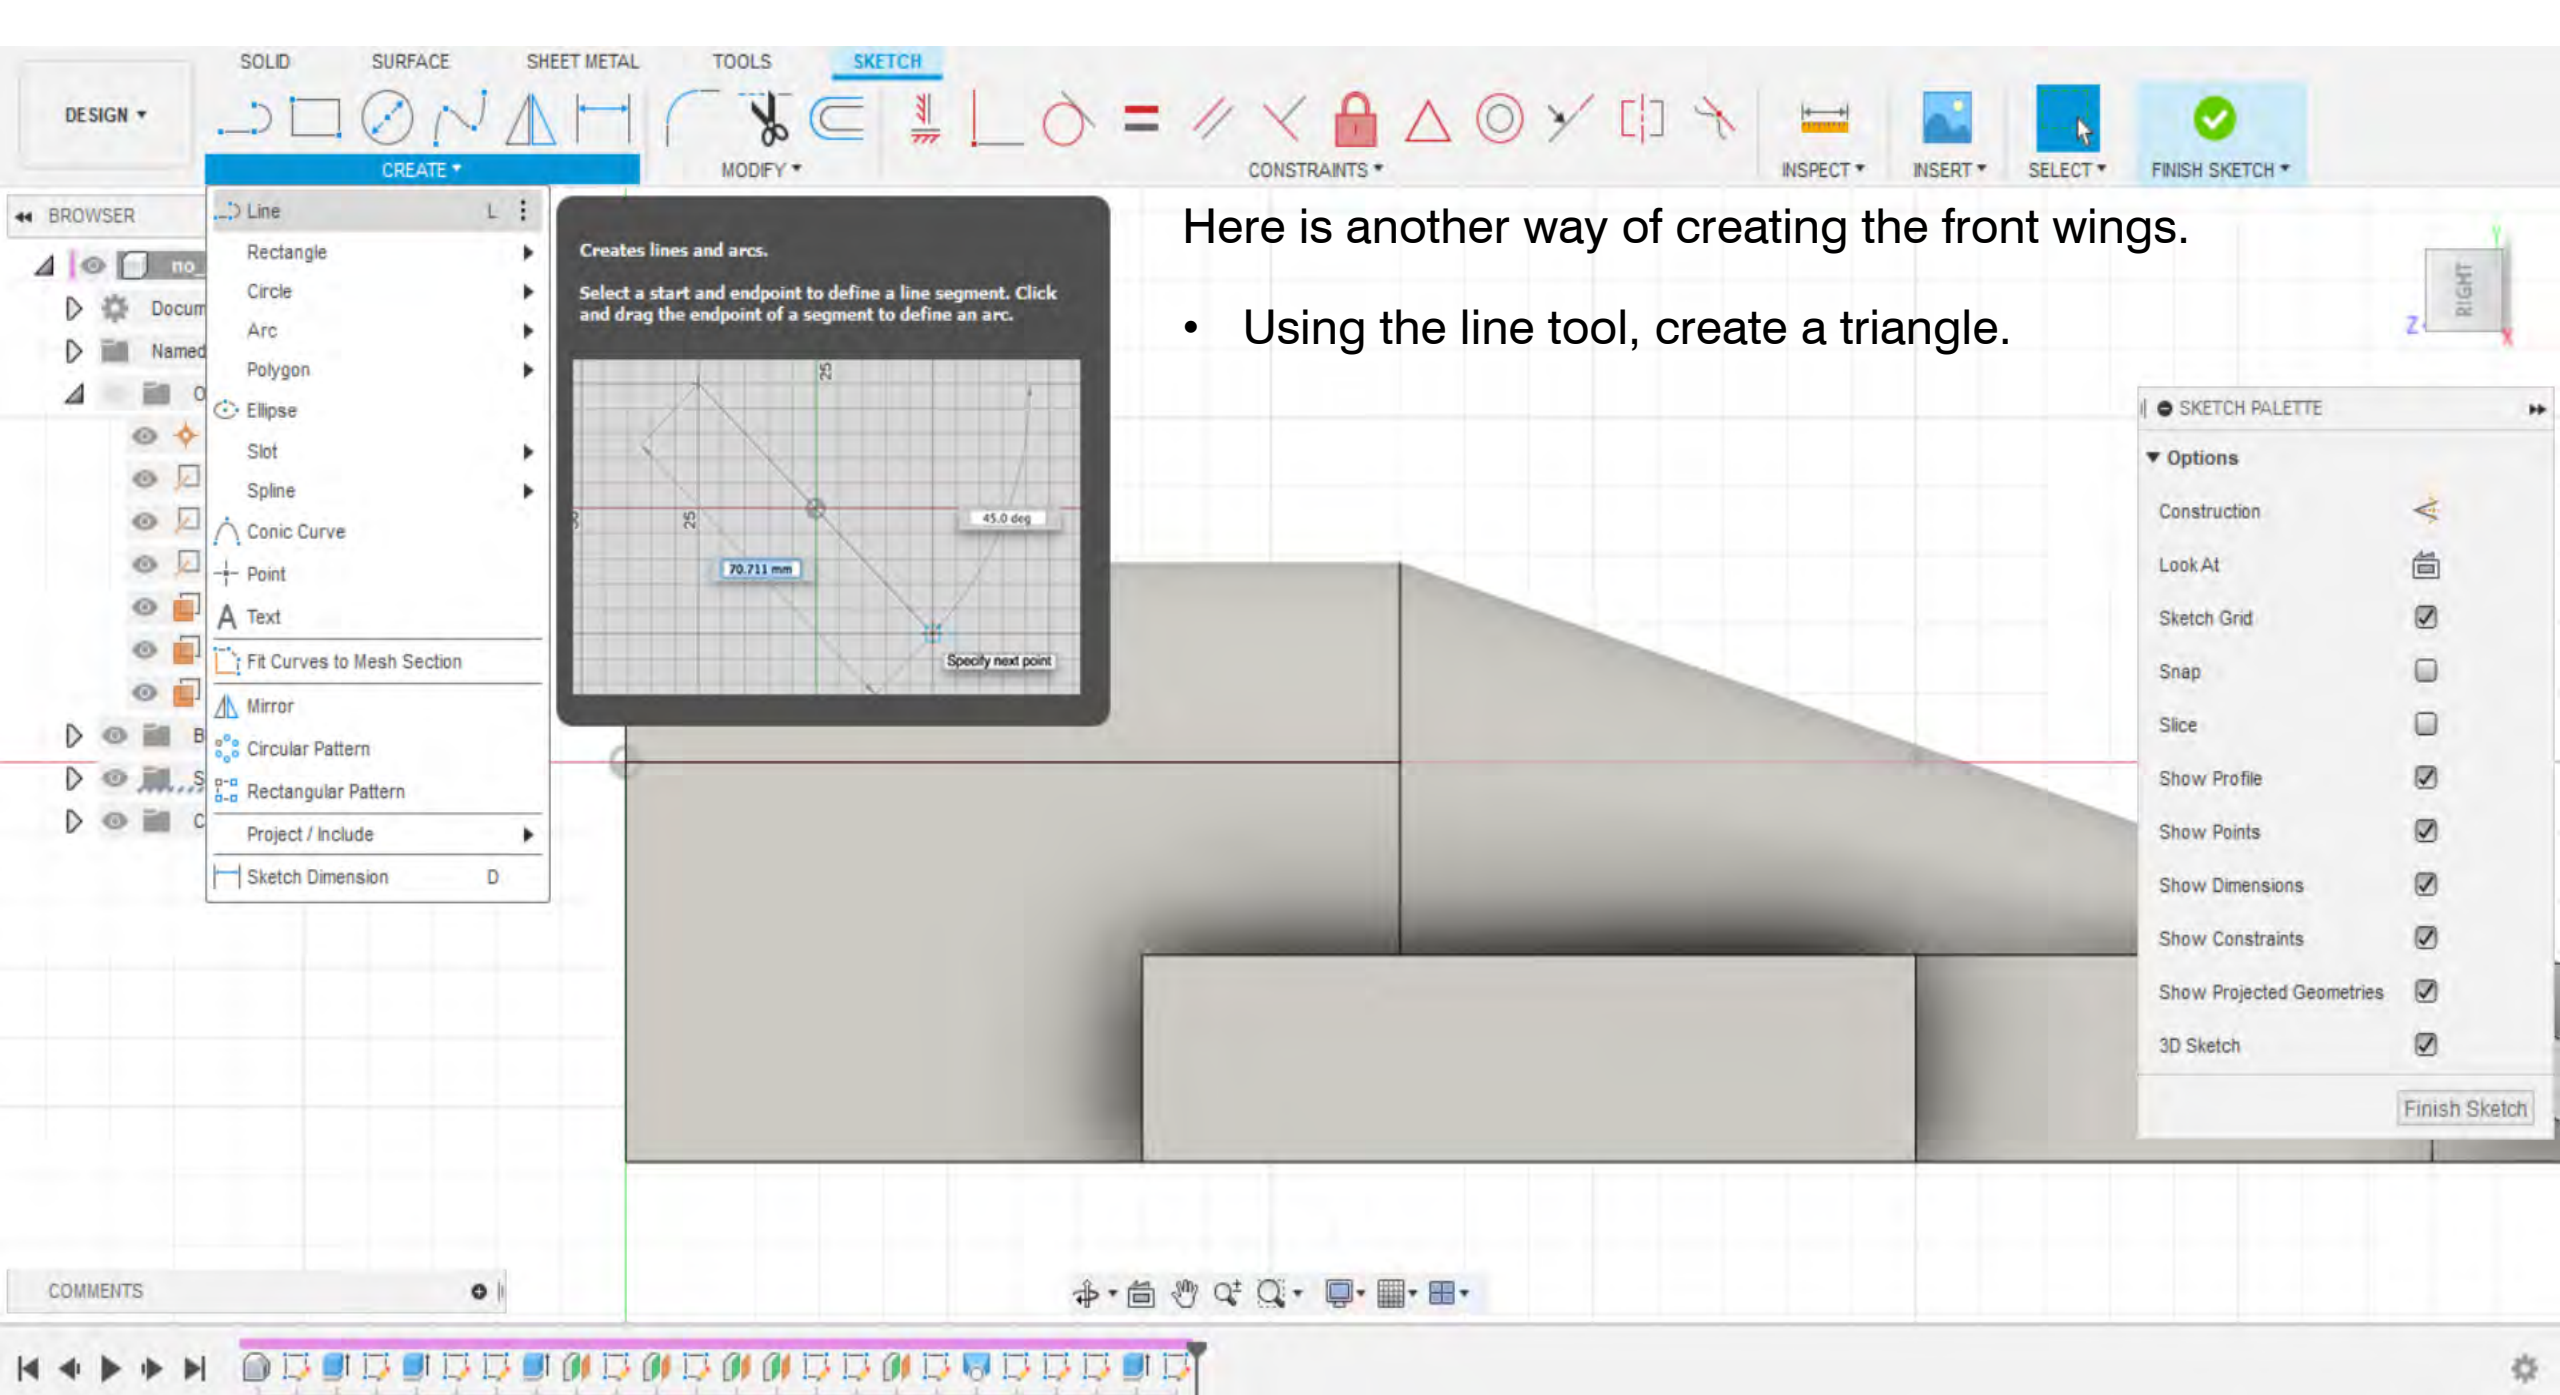 SOLID SURFACE SHEET METAL TOOLS SKETCH
DESIGN
CREATE MODIFY CONSTRAINTS INSPECT INSERT SELECT FINISH SKETCH
BROWSER
no_
Docum
Named
O
B
S
C
Line L
Rectangle
Circle
Arc
Polygon
Ellipse
Slot
Spline
Conic Curve
Point
A Text
Fit Curves to Mesh Section
Mirror
Circular Pattern
Rectangular Pattern
Project / Include
Sketch Dimension D
Creates lines and arcs.
Select a start and endpoint to define a line segment. Click
and drag the endpoint of a segment to define an arc.
25
25
45.0 deg
70.711 mm
Specify next point
Here is another way of creating the front wings.
• Using the line tool, create a triangle.
Y
RIGHT
Z
X
SKETCH PALETTE
Options
Construction
Look At
Sketch Grid
Snap
Slice
Show Profile
Show Points
Show Dimensions
Show Constraints
Show Projected Geometries
3D Sketch
Finish Sketch
COMMENTS